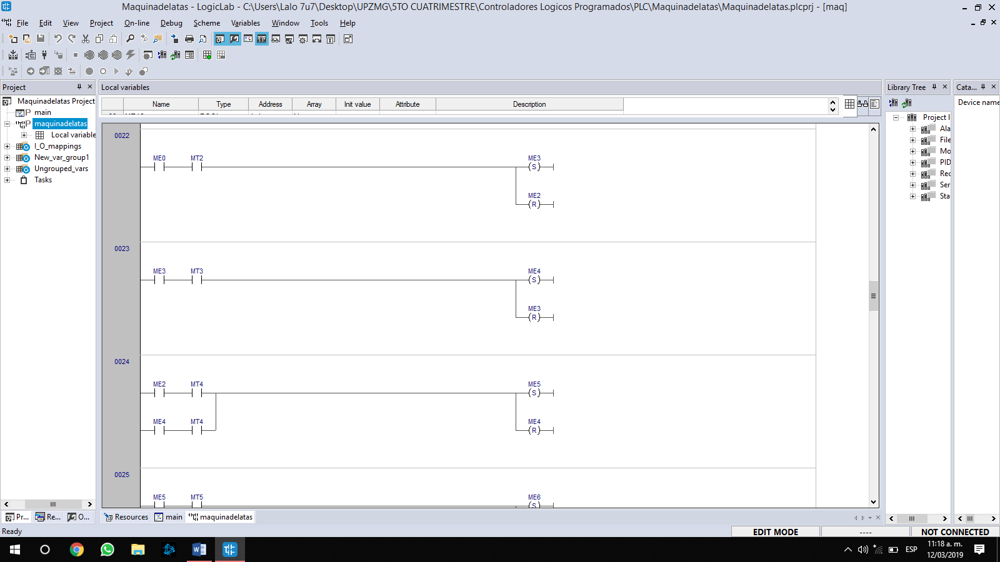 Maquinadelatas - LogicLab - C:\Users\Lalo 7u7\Desktop\UPZMG\5TO CUATRIMESTRE\Controladores Logicos Programados\PLC\Maquinadelatas\Maquinadelatas.plcprj - [maq]
File Edit View Project On-line Debug Scheme Variables Window Tools Help
Project
Maquinadelatas Project
main
maquinadelatas
Local variable
I_O_mappings
New_var_group1
Ungrouped_vars
Tasks
Local variables
Name Type Address Array Init value Attribute Description
0022
ME0 MT2 ME3
(S)
ME2
(R)
0023
ME3 MT3 ME4
(S)
ME3
(R)
0024
ME2 MT4 ME5
(S)
ME4 MT4 ME4
(R)
0025
ME5 MT5 ME6
(S)
Library Tree
Project l
Ala
File
Mo
PID
Rec
Ser
Sta
Cata...
Device name
Pr... Re... O...
Resources main maquinadelatas
Ready
EDIT MODE ---- NOT CONNECTED
ESP
11:18 a. m.
12/03/2019